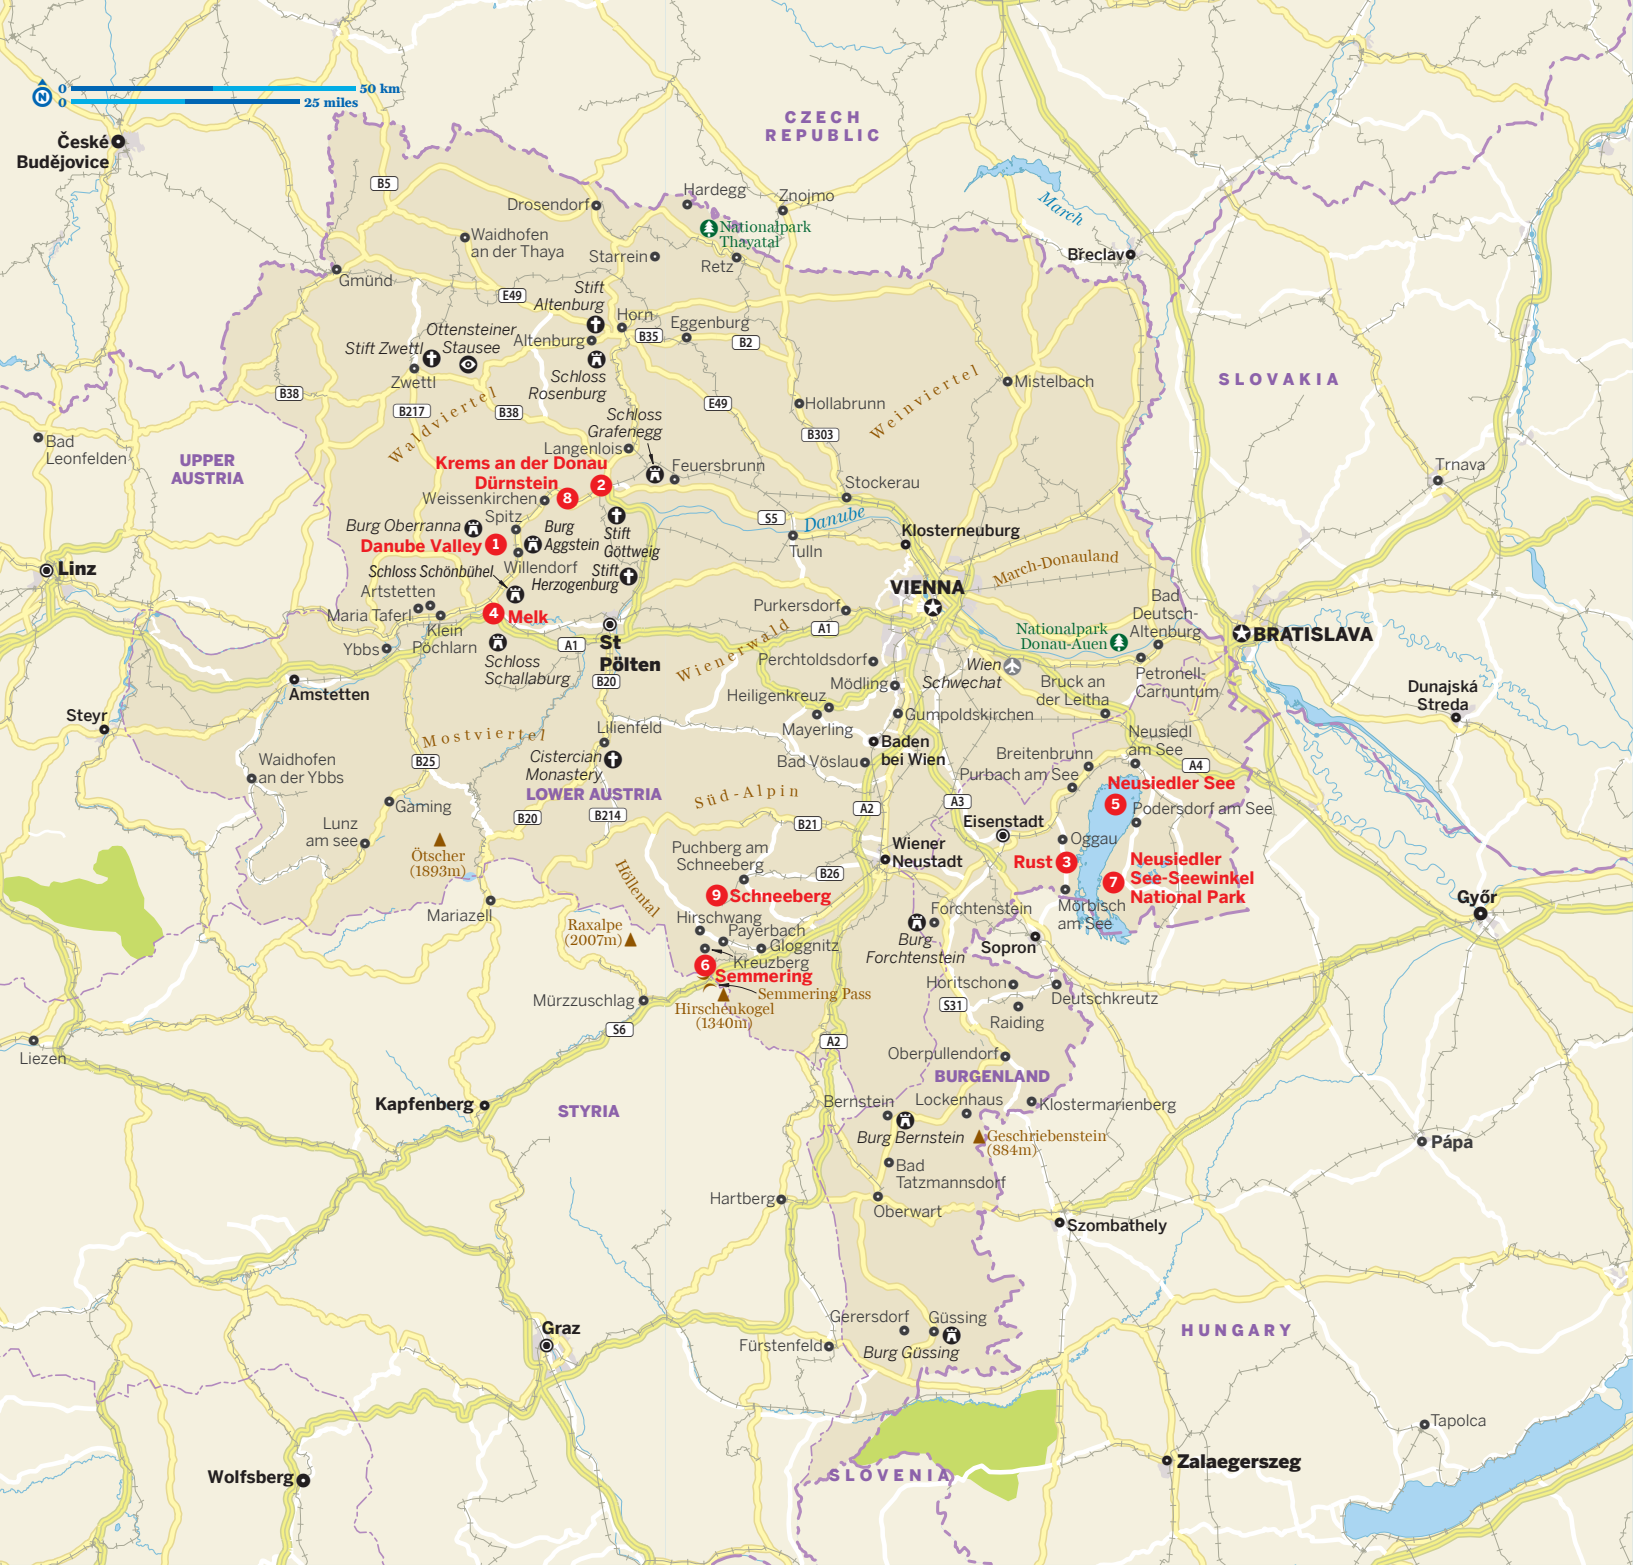 0
50 km
N
0
25 miles
CZECH
REPUBLIC
České
Budějovice
B5
Hardegg
Znojmo
March
Drosendorf
Nationalpark
Thayatal
Waidhofen
an der Thaya
Starrein
Retz
Břeclav
Gmünd
Stift
Altenburg
E49
Horn
Eggenburg
Ottensteiner
Stausee
Stift Zwettl
Altenburg
B35
B2
Zwettl
Schloss
Rosenburg
SLOVAKIA
Mistelbach
Weinviertel
B38
B217
Waldviertel
B38
E49
Hollabrunn
Schloss
Grafenegg
B303
Bad
Leonfelden
UPPER
AUSTRIA
Langenlois
Krems an der Donau
2
Feuersbrunn
Trnava
Dürnstein
8
Weissenkirchen
Stockerau
Spitz
S5
Danube
Burg Oberranna
Burg
Aggstein
Stift
Göttweig
Klosterneuburg
Danube Valley
1
Tulln
Linz
Willendorf
Schloss Schönbühel
Stift
Herzogenburg
March-Donauland
VIENNA
Artstetten
Maria Taferl
4
Melk
Purkersdorf
Bad
Deutsch-
Altenburg
Klein
Pöchlarn
A1
St
Pölten
A1
Wienerwald
Nationalpark
Donau-Auen
BRATISLAVA
Ybbs
Schloss
Schallaburg
Perchtoldsdorf
Wien
Schwechat
Petronell-
Carnuntum
B20
Mödling
Bruck an
der Leitha
Dunajská
Streda
Amstetten
Heiligenkreuz
Mayerling
Gumpoldskirchen
Steyr
Lilienfeld
Mostviertel
Baden
bei Wien
Neusiedl
am See
Breitenbrunn
Cistercian
Monastery
Bad Vöslau
Purbach am See
A4
Waidhofen
an der Ybbs
B25
LOWER AUSTRIA
Süd-Alpin
Neusiedler See
5
Gaming
A2
A3
Podersdorf am See
B20
B214
B21
Eisenstadt
Lunz
am see
Oggau
Ötscher
(1893m)
Puchberg am
Schneeberg
Wiener
Neustadt
Rust
3
Neusiedler
See-Seewinkel
National Park
7
Höllental
B26
9
Schneeberg
Győr
Mariazell
Hirschwang
Forchtenstein
Mörbisch
am See
Raxalpe
(2007m)
Payerbach
Gloggnitz
Burg
Forchtenstein
Sopron
Kreuzberg
6
Semmering
Semmering Pass
Horitschon
Deutschkreutz
Mürzzuschlag
Hirschenkogel
(1340m)
S31
Raiding
S6
A2
Liezen
Oberpullendorf
BURGENLAND
Kapfenberg
STYRIA
Bernstein
Lockenhaus
Klostermarienberg
Burg Bernstein
Geschriebenstein
(884m)
Pápa
Bad
Tatzmannsdorf
Hartberg
Oberwart
Szombathely
Gerersdorf
Güssing
HUNGARY
Graz
Fürstenfeld
Burg Güssing
Tapolca
SLOVENIA
Zalaegerszeg
Wolfsberg